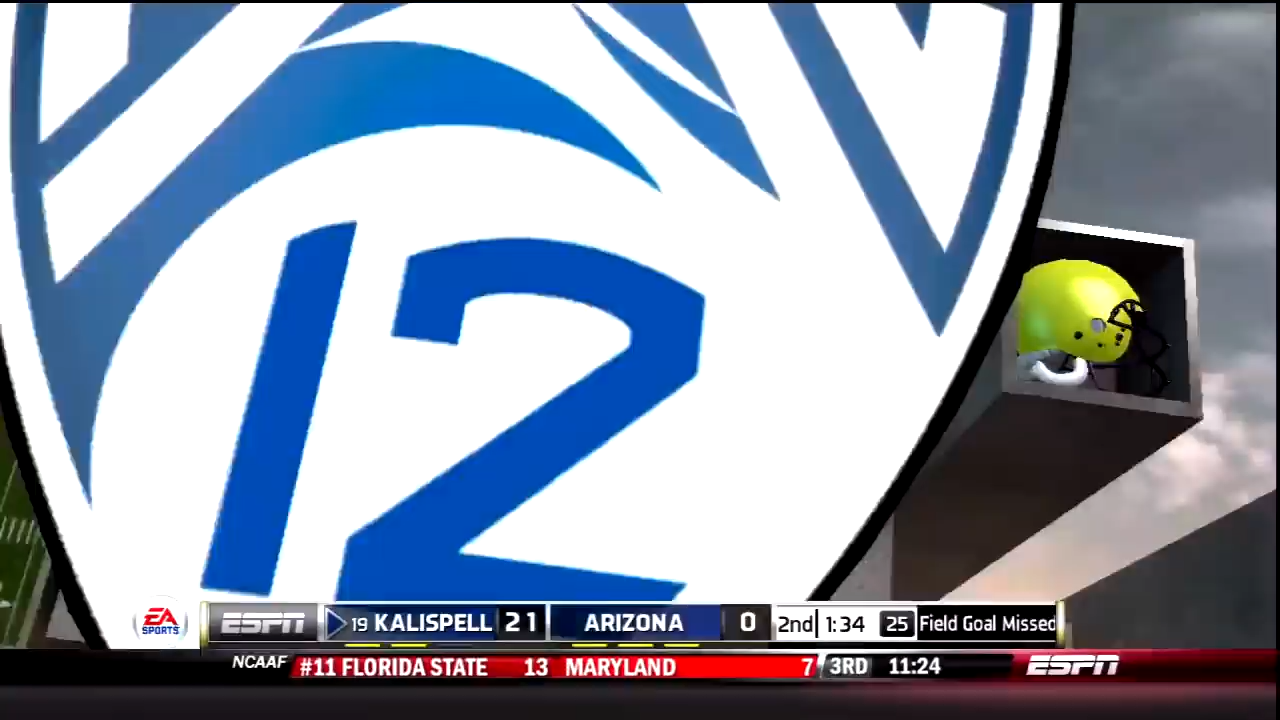 12
EA SPORTS ESPN 19 KALISPELL 21 ARIZONA 0 2nd 1:34 25 Field Goal Missed
NCAAF #11 FLORIDA STATE 13 MARYLAND 7 3RD 11:24 ESPN